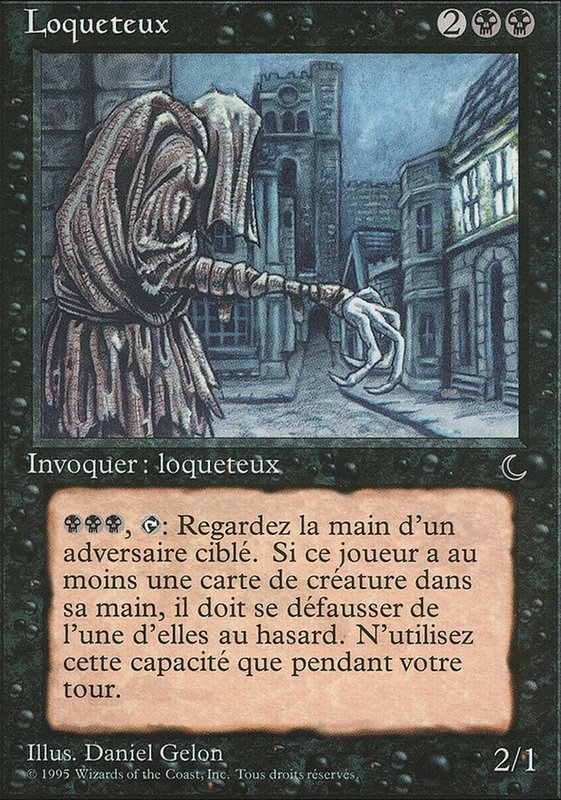 Loqueteux 2
Invoquer : loqueteux
, : Regardez la main d'un
adversaire ciblé. Si ce joueur a au
moins une carte de créature dans
sa main, il doit se défausser de
l'une d'elles au hasard. N'utilisez
cette capacité que pendant votre
tour.
Illus. Daniel Gelon
© 1995 Wizards of the Coast, Inc. Tous droits réservés.
2/1